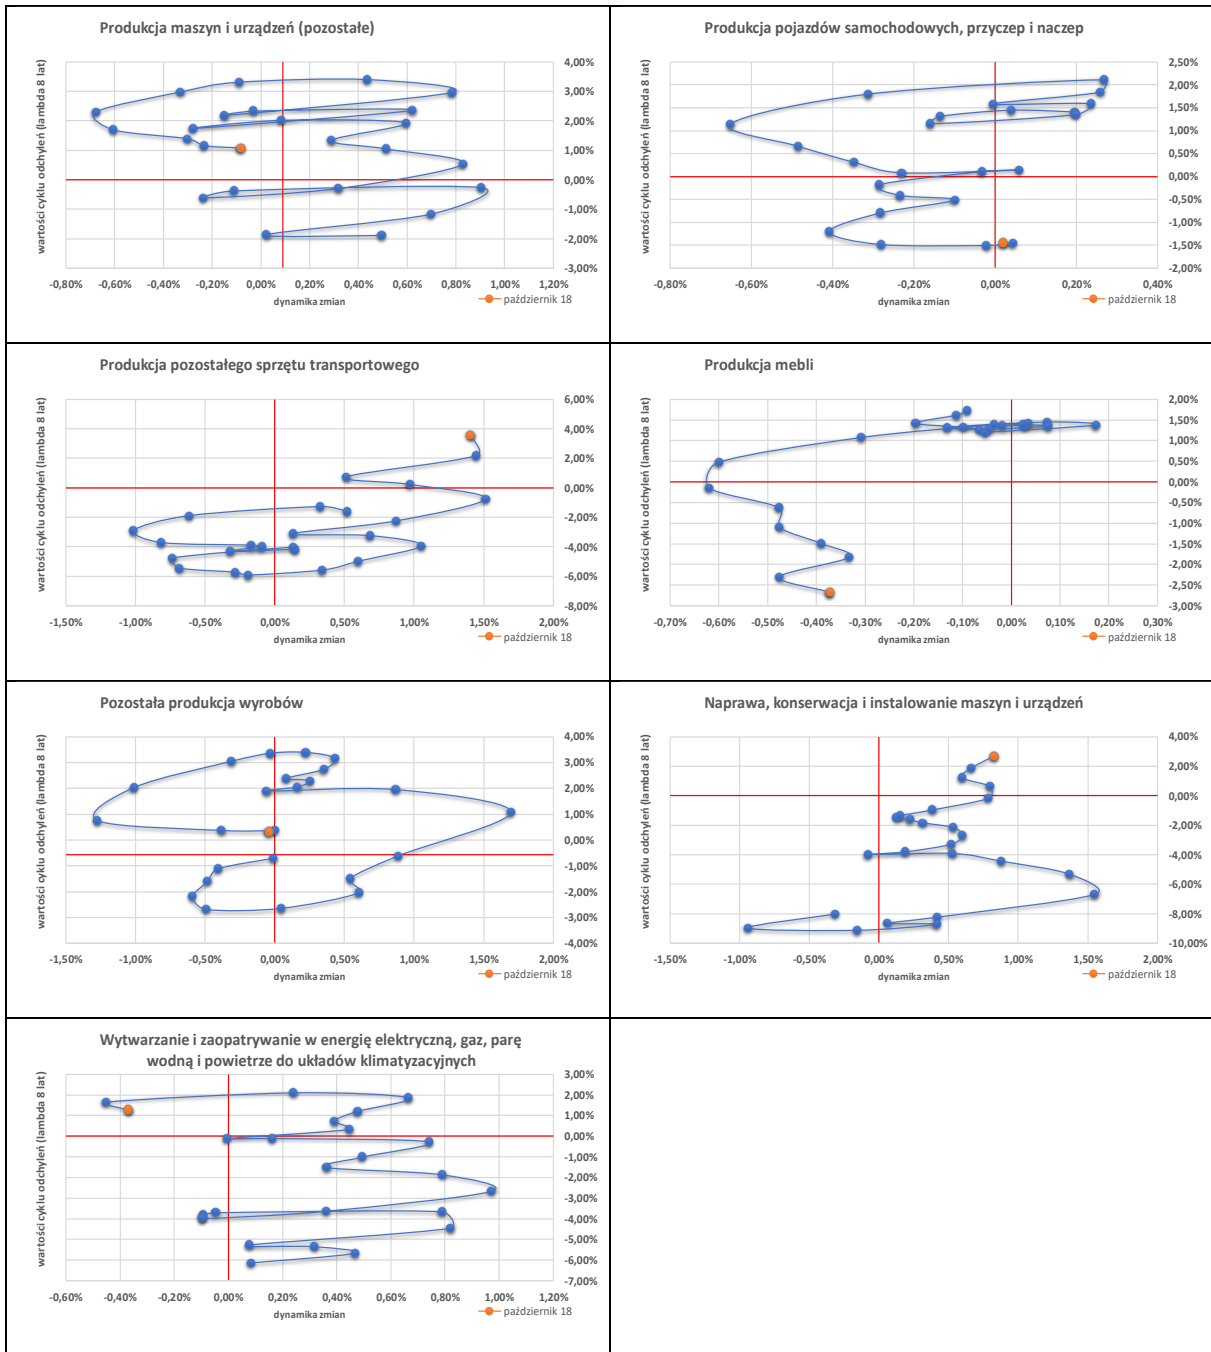 Produkcja maszyn i urządzeń (pozostałe)
wartości cyklu odchyleń (lambda 8 lat)
4,00%
3,00%
2,00%
1,00%
0,00%
-1,00%
-2,00%
-3,00%
-0,80% -0,60% -0,40% -0,20% 0,00% 0,20% 0,40% 0,60% 0,80% 1,00% 1,20%
dynamika zmian
październik 18
Produkcja pojazdów samochodowych, przyczep i naczep
wartości cyklu odchyleń (lambda 8 lat)
2,50%
2,00%
1,50%
1,00%
0,50%
0,00%
-0,50%
-1,00%
-1,50%
-2,00%
-0,80% -0,60% -0,40% -0,20% 0,00% 0,20% 0,40%
dynamika zmian
październik 18
Produkcja pozostałego sprzętu transportowego
wartości cyklu odchyleń (lambda 8 lat)
6,00%
4,00%
2,00%
0,00%
-2,00%
-4,00%
-6,00%
-8,00%
-1,50% -1,00% -0,50% 0,00% 0,50% 1,00% 1,50% 2,00%
dynamika zmian
październik 18
Produkcja mebli
wartości cyklu odchyleń (lambda 8 lat)
2,00%
1,50%
1,00%
0,50%
0,00%
-0,50%
-1,00%
-1,50%
-2,00%
-2,50%
-3,00%
-0,70% -0,60% -0,50% -0,40% -0,30% -0,20% -0,10% 0,00% 0,10% 0,20% 0,30%
dynamika zmian
październik 18
Pozostała produkcja wyrobów
wartości cyklu odchyleń (lambda 8 lat)
4,00%
3,00%
2,00%
1,00%
0,00%
-1,00%
-2,00%
-3,00%
-4,00%
-1,50% -1,00% -0,50% 0,00% 0,50% 1,00% 1,50% 2,00%
dynamika zmian
październik 18
Naprawa, konserwacja i instalowanie maszyn i urządzeń
wartości cyklu odchyleń (lambda 8 lat)
4,00%
2,00%
0,00%
-2,00%
-4,00%
-6,00%
-8,00%
-10,00%
-1,50% -1,00% -0,50% 0,00% 0,50% 1,00% 1,50% 2,00%
dynamika zmian
październik 18
Wytwarzanie i zaopatrywanie w energię elektryczną, gaz, parę
wodną i powietrze do układów klimatyzacyjnych
wartości cyklu odchyleń (lambda 8 lat)
3,00%
2,00%
1,00%
0,00%
-1,00%
-2,00%
-3,00%
-4,00%
-5,00%
-6,00%
-7,00%
-0,60% -0,40% -0,20% 0,00% 0,20% 0,40% 0,60% 0,80% 1,00% 1,20%
dynamika zmian
październik 18